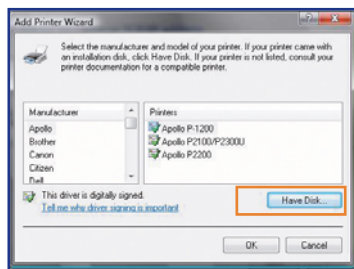 Add Printer Wizard
Select the manufacturer and model of your printer. If your printer came with
an installation disk, click Have Disk. If your printer is not listed, consult your
printer documentation for a compatible printer.
Manufacturer
Printers
Apollo
Brother
Canon
Citizen
Dell
Apollo P-1200
Apollo P2100/P2300U
Apollo P2200
This driver is digitally signed.
Tell me why driver signing is important
Have Disk...
OK
Cancel